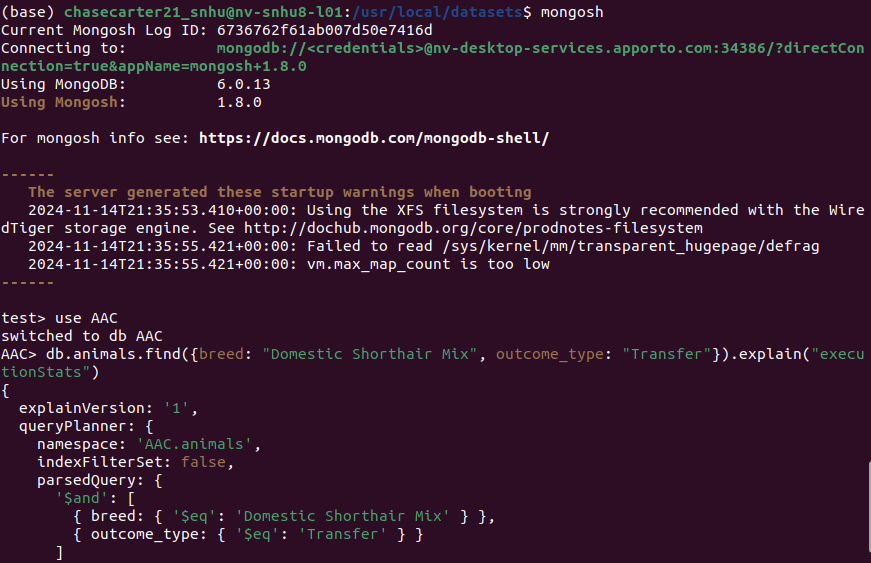 (base) chasecarter21_snhu@nv-snhu8-l01:/usr/local/datasets$ mongosh
Current Mongosh Log ID: 6736762f61ab007d50e7416d
Connecting to:          mongodb://<credentials>@nv-desktop-services.apporto.com:34386/?directCon
nection=true&appName=mongosh+1.8.0
Using MongoDB:          6.0.13
Using Mongosh:          1.8.0
For mongosh info see: https://docs.mongodb.com/mongodb-shell/
------
   The server generated these startup warnings when booting
   2024-11-14T21:35:53.410+00:00: Using the XFS filesystem is strongly recommended with the Wire
dTiger storage engine. See http://dochub.mongodb.org/core/prodnotes-filesystem
   2024-11-14T21:35:55.421+00:00: Failed to read /sys/kernel/mm/transparent_hugepage/defrag
   2024-11-14T21:35:55.421+00:00: vm.max_map_count is too low
------
test> use AAC
switched to db AAC
AAC> db.animals.find({breed: "Domestic Shorthair Mix", outcome_type: "Transfer"}).explain("execu
tionStats")
{
  explainVersion: '1',
  queryPlanner: {
    namespace: 'AAC.animals',
    indexFilterSet: false,
    parsedQuery: {
      '$and': [
        { breed: { '$eq': 'Domestic Shorthair Mix' } },
        { outcome_type: { '$eq': 'Transfer' } }
      ]